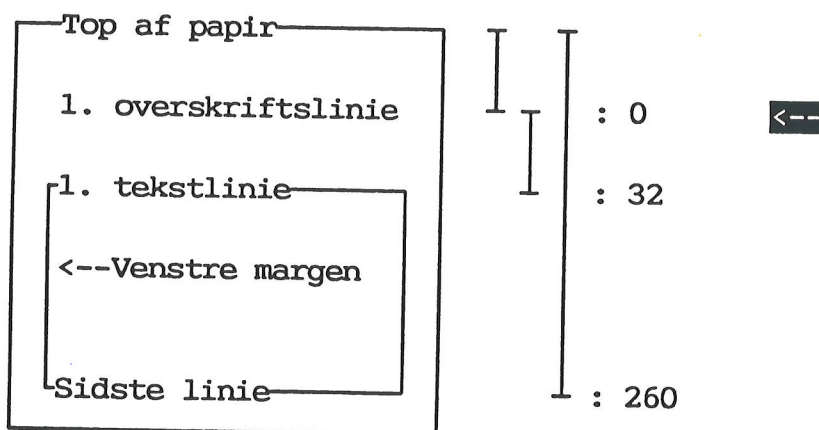 Top af papir
1. overskriftslinie : 0 <--
1. tekstlinie : 32
<--Venstre margen
Sidste linie : 260